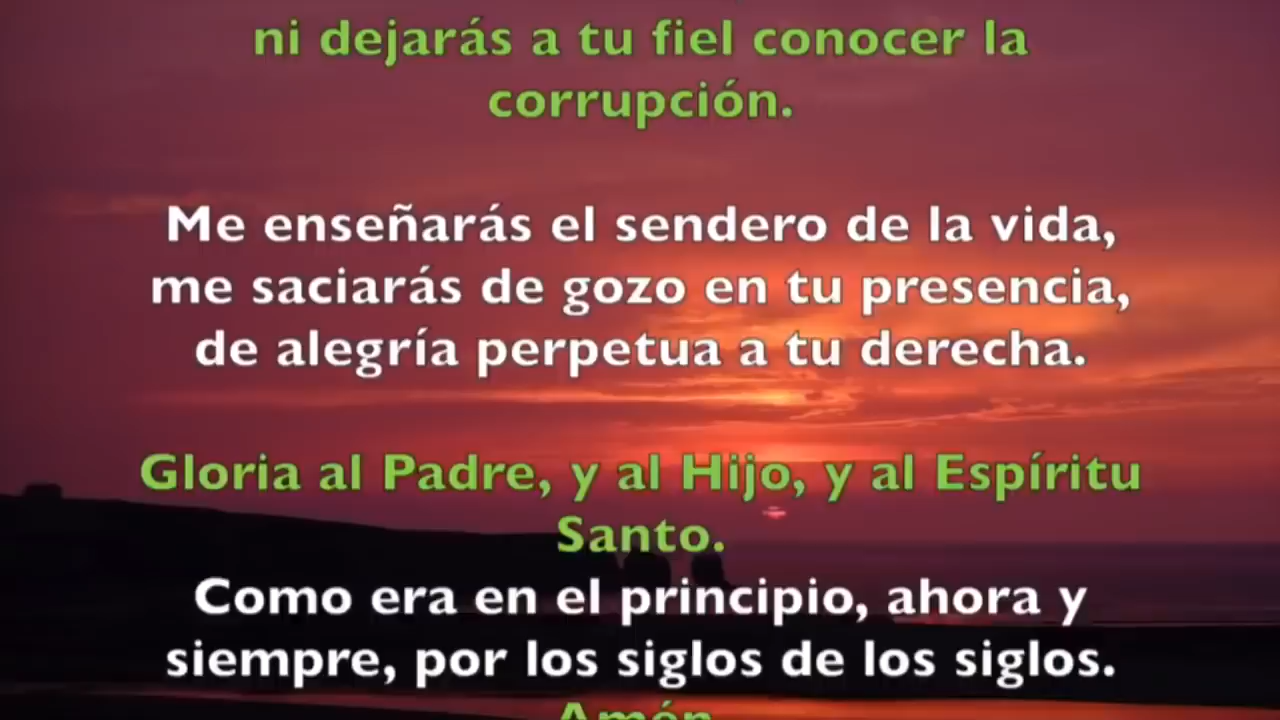 ni dejarás a tu fiel conocer la
corrupción.
Me enseñarás el sendero de la vida,
me saciarás de gozo en tu presencia,
de alegría perpetua a tu derecha.
Gloria al Padre, y al Hijo, y al Espíritu
Santo.
Como era en el principio, ahora y
siempre, por los siglos de los siglos.
Amén.